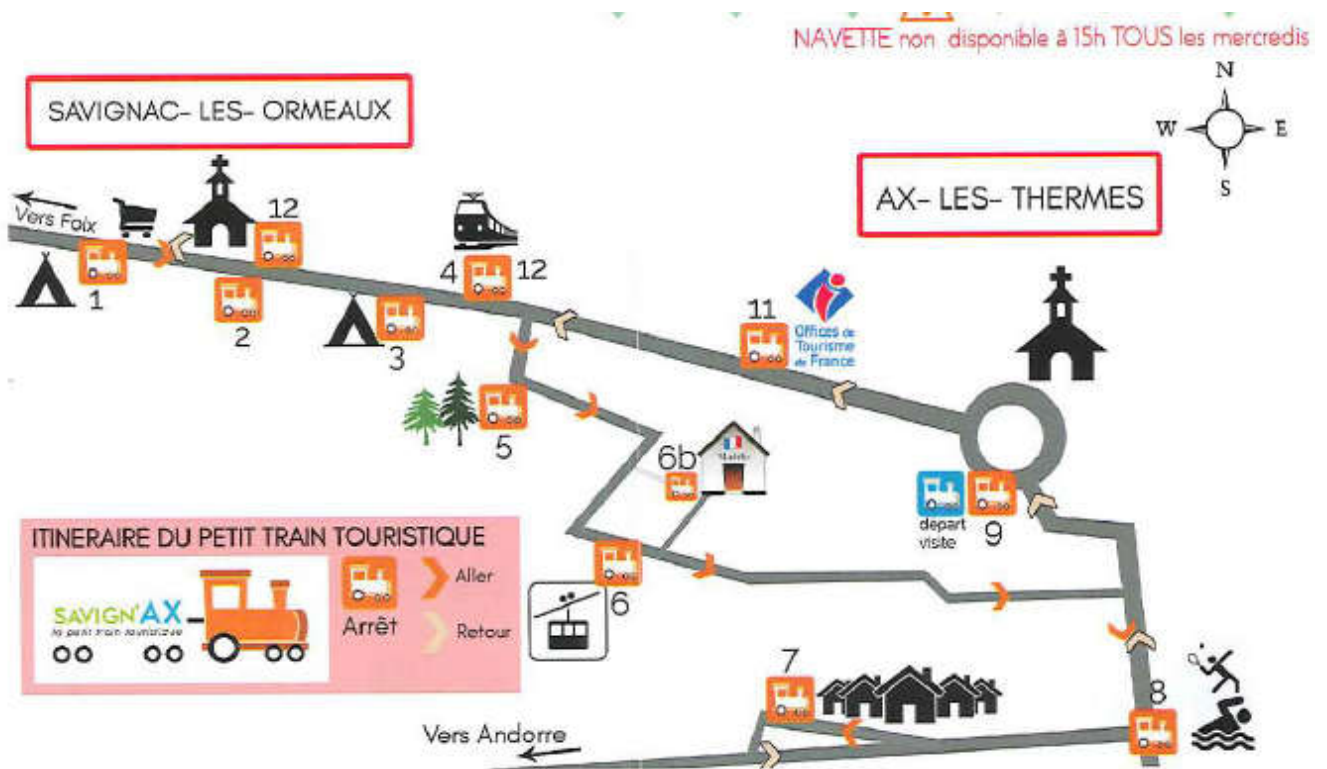 NAVETTE non disponible à 15h TOUS les mercredis
N
W E
S
SAVIGNAC- LES- ORMEAUX
AX- LES- THERMES
Vers Foix
12
4 12
1
2
3
11
Offices de
Tourisme
de France
5
6b
Mairie
depart
visite
9
6
ITINERAIRE DU PETIT TRAIN TOURISTIQUE
SAVIGN'AX
le petit train touristique
Arrêt
Aller
Retour
7
8
Vers Andorre